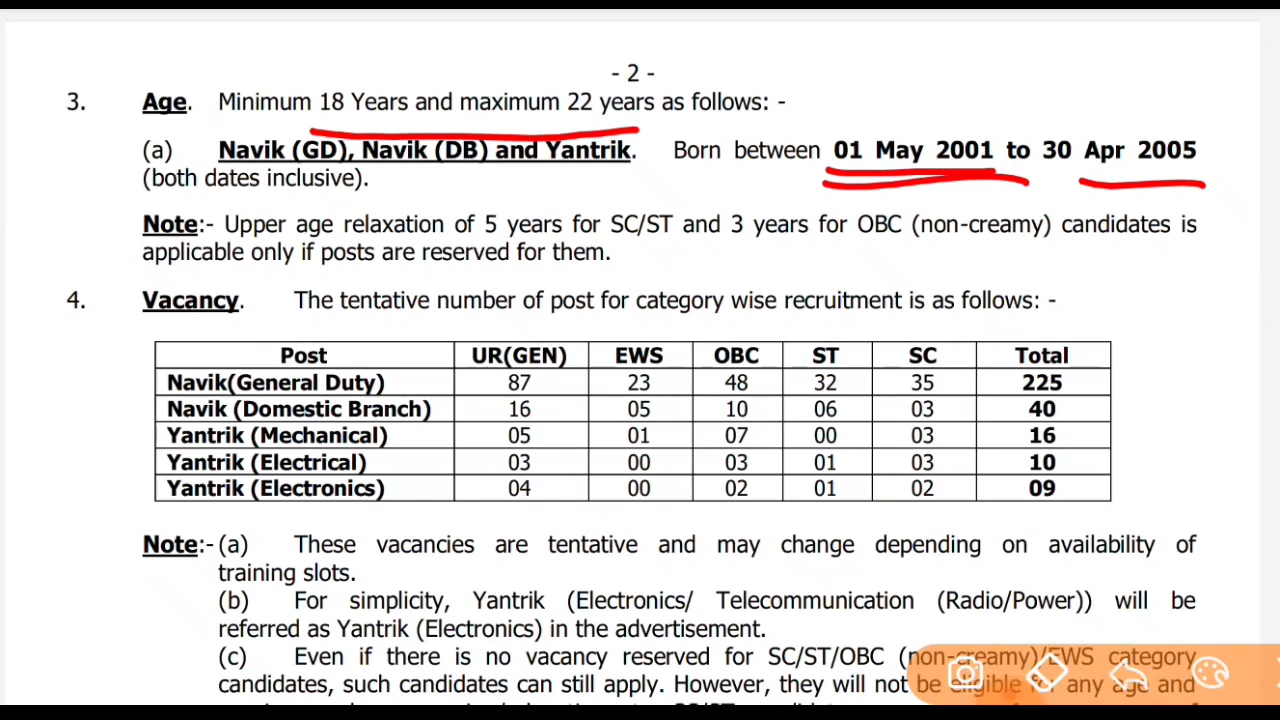 - 2 -
3. Age. Minimum 18 Years and maximum 22 years as follows: -
(a) Navik (GD), Navik (DB) and Yantrik. Born between 01 May 2001 to 30 Apr 2005
(both dates inclusive).
Note:- Upper age relaxation of 5 years for SC/ST and 3 years for OBC (non-creamy) candidates is
applicable only if posts are reserved for them.
4. Vacancy. The tentative number of post for category wise recruitment is as follows: -
Post UR(GEN) EWS OBC ST SC Total
Navik(General Duty) 87 23 48 32 35 225
Navik (Domestic Branch) 16 05 10 06 03 40
Yantrik (Mechanical) 05 01 07 00 03 16
Yantrik (Electrical) 03 00 03 01 03 10
Yantrik (Electronics) 04 00 02 01 02 09
Note:- (a) These vacancies are tentative and may change depending on availability of
training slots.
(b) For simplicity, Yantrik (Electronics/ Telecommunication (Radio/Power)) will be
referred as Yantrik (Electronics) in the advertisement.
(c) Even if there is no vacancy reserved for SC/ST/OBC (non-creamy)/EWS category
candidates, such candidates can still apply. However, they will not be eligible for any age and